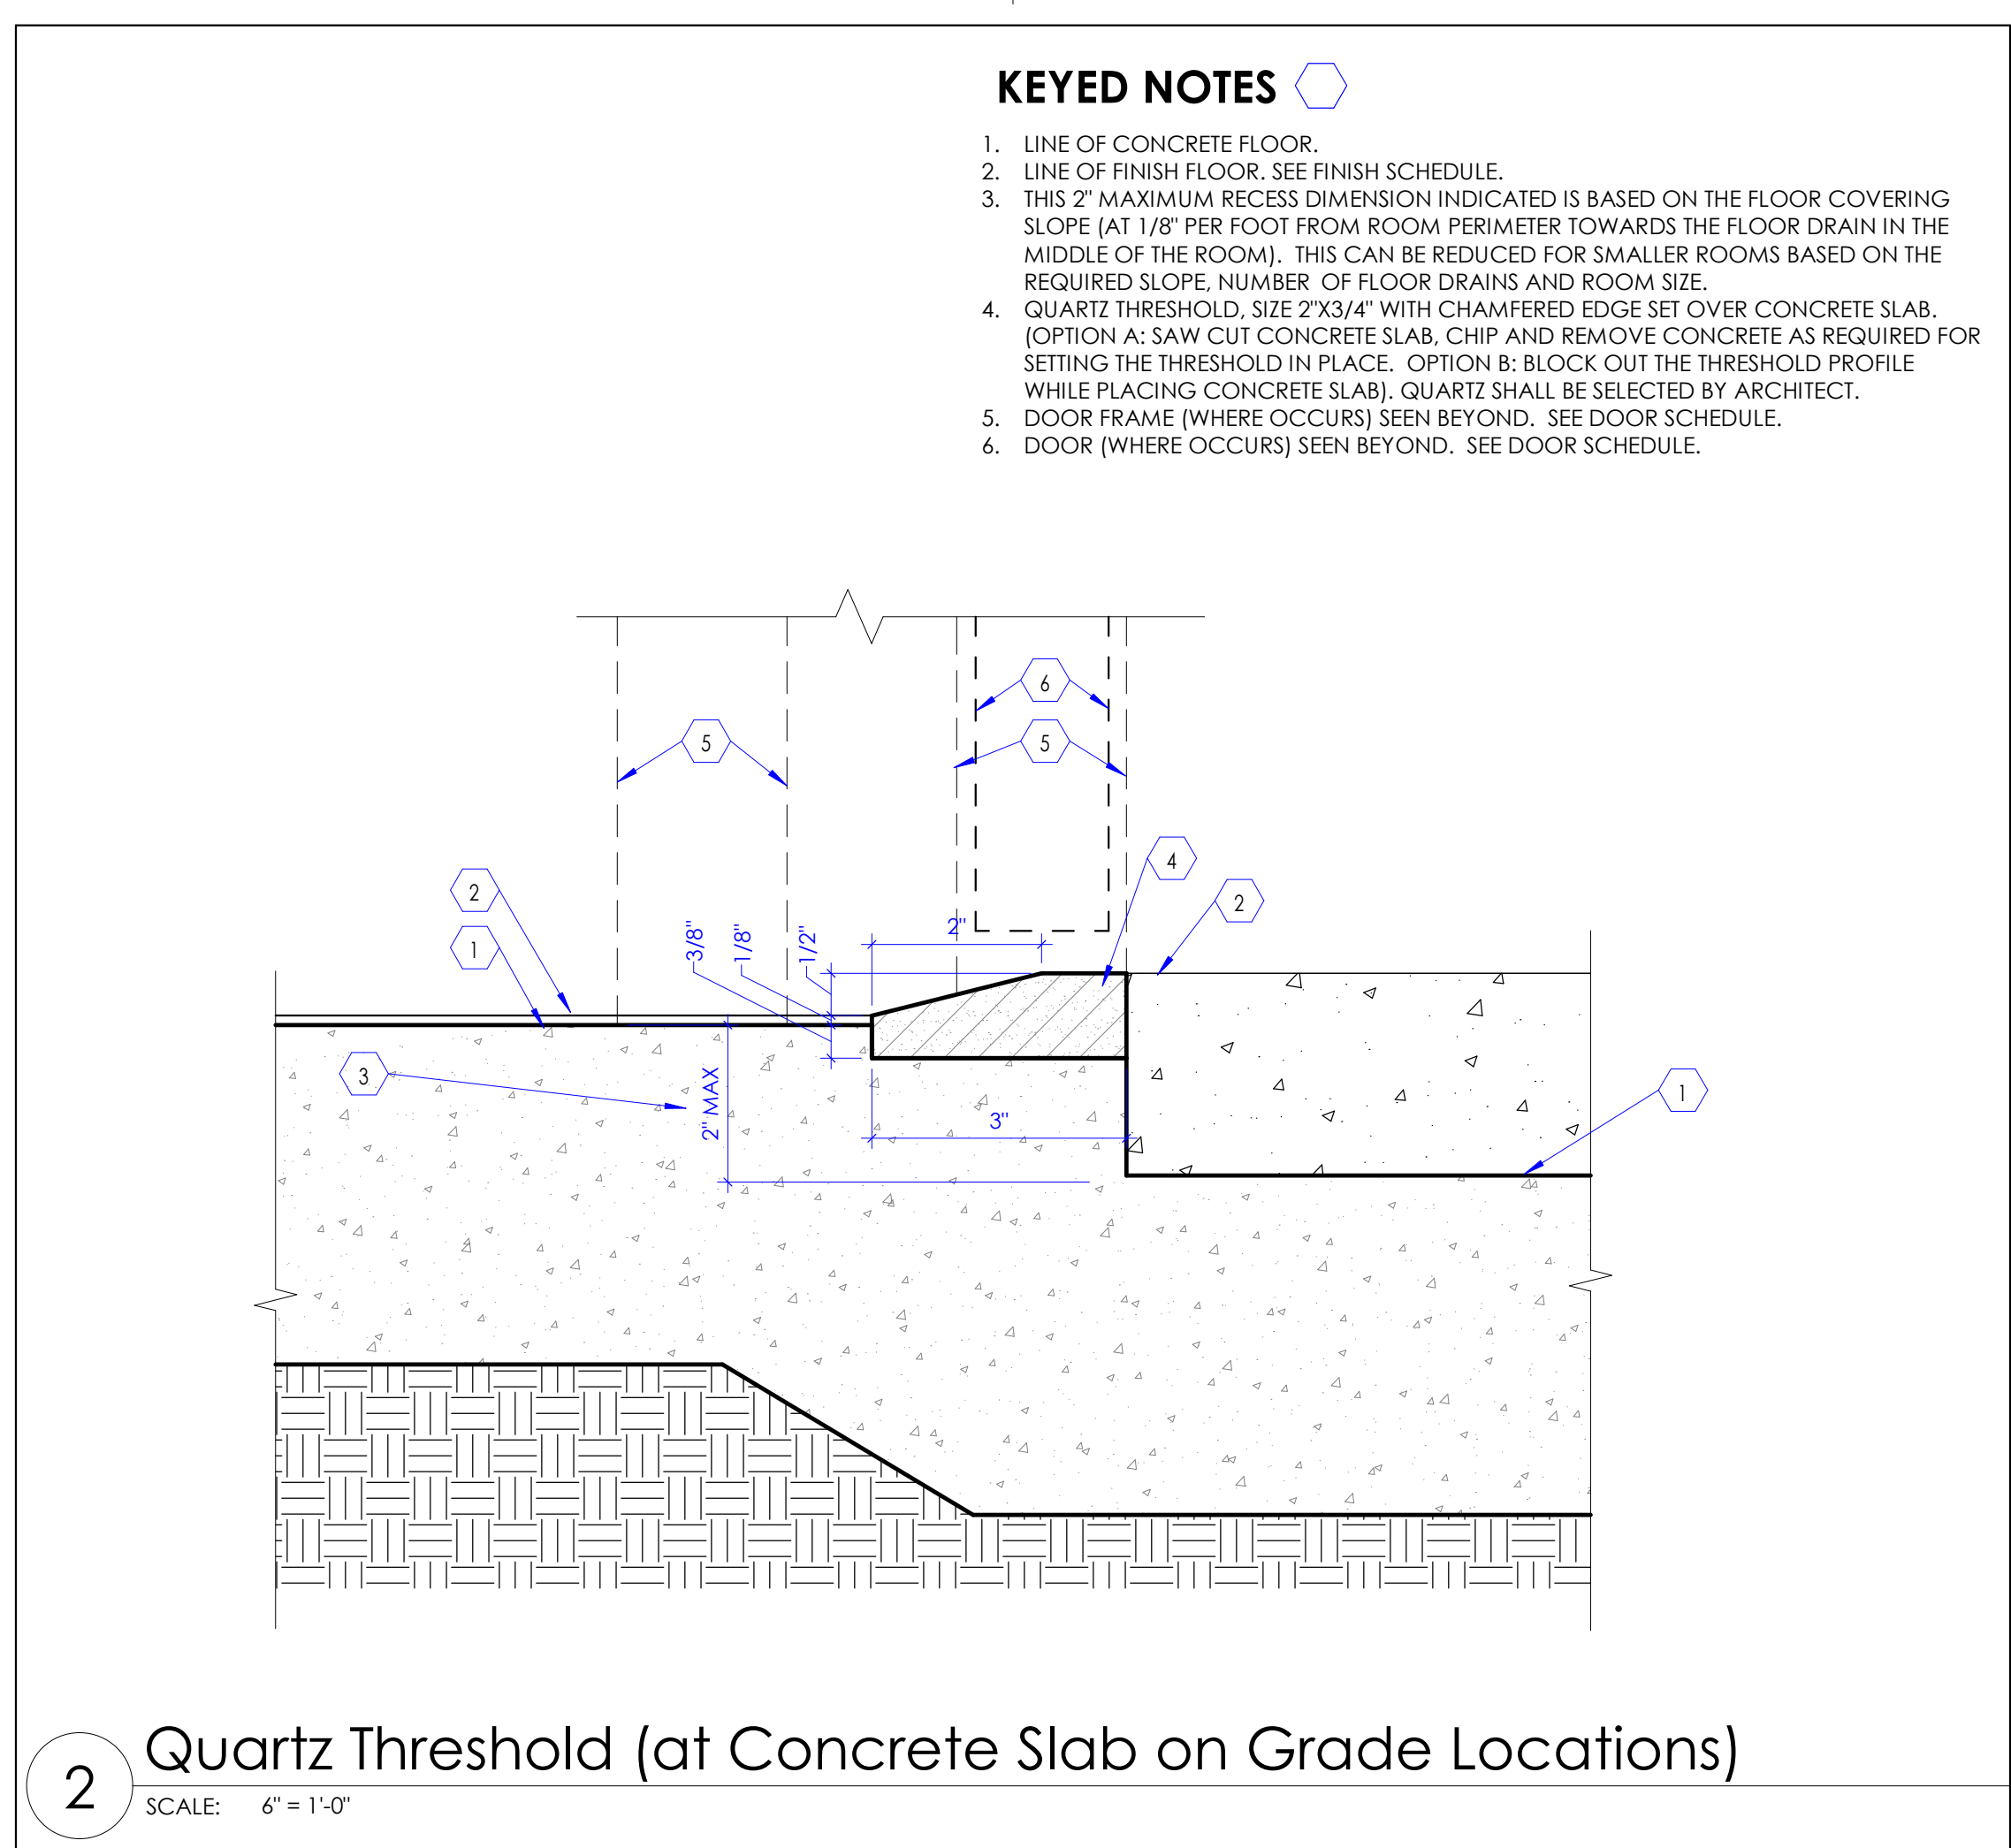 KEYED NOTES
1. LINE OF CONCRETE FLOOR.
2. LINE OF FINISH FLOOR. SEE FINISH SCHEDULE.
3. THIS 2" MAXIMUM RECESS DIMENSION INDICATED IS BASED ON THE FLOOR COVERING
SLOPE (AT 1/8" PER FOOT FROM ROOM PERIMETER TOWARDS THE FLOOR DRAIN IN THE
MIDDLE OF THE ROOM). THIS CAN BE REDUCED FOR SMALLER ROOMS BASED ON THE
REQUIRED SLOPE, NUMBER OF FLOOR DRAINS AND ROOM SIZE.
4. QUARTZ THRESHOLD, SIZE 2"X3/4" WITH CHAMFERED EDGE SET OVER CONCRETE SLAB.
(OPTION A: SAW CUT CONCRETE SLAB, CHIP AND REMOVE CONCRETE AS REQUIRED FOR
SETTING THE THRESHOLD IN PLACE. OPTION B: BLOCK OUT THE THRESHOLD PROFILE
WHILE PLACING CONCRETE SLAB). QUARTZ SHALL BE SELECTED BY ARCHITECT.
5. DOOR FRAME (WHERE OCCURS) SEEN BEYOND. SEE DOOR SCHEDULE.
6. DOOR (WHERE OCCURS) SEEN BEYOND. SEE DOOR SCHEDULE.
6
5
5
4
2
2
1
3/8"
1/8"
1/2"
2"
3
2" MAX
3"
1
2
Quartz Threshold (at Concrete Slab on Grade Locations)
SCALE: 6" = 1'-0"